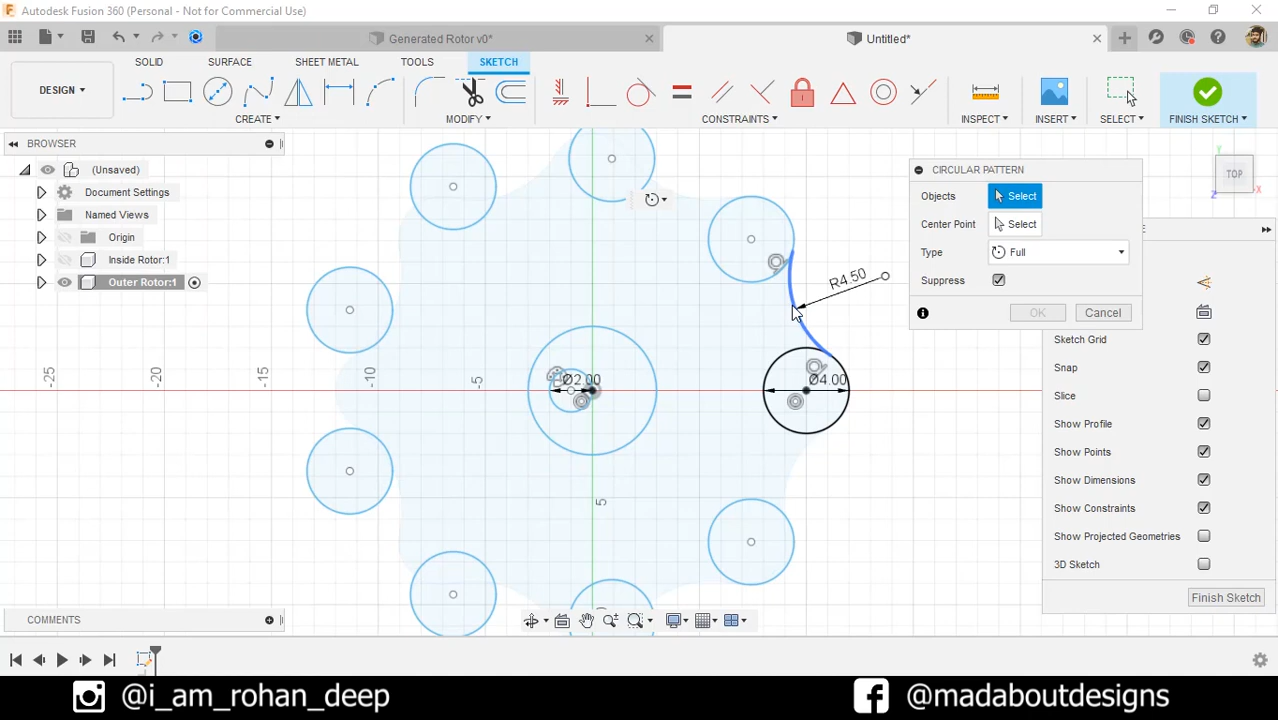 Autodesk Fusion 360 (Personal - Not for Commercial Use)
Generated Rotor v0*
Untitled*
SOLID
SURFACE
SHEET METAL
TOOLS
SKETCH
DESIGN
CREATE
MODIFY
CONSTRAINTS
INSPECT
INSERT
SELECT
FINISH SKETCH
BROWSER
(Unsaved)
Document Settings
Named Views
Origin
Inside Rotor:1
Outer Rotor:1
CIRCULAR PATTERN
Objects
Select
Center Point
Select
Type
Full
Suppress
OK
Cancel
TOP
Y
X
Z
R4.50
Ø2.00
Ø4.00
-25
-20
-15
-10
-5
5
Sketch Grid
Snap
Slice
Show Profile
Show Points
Show Dimensions
Show Constraints
Show Projected Geometries
3D Sketch
Finish Sketch
COMMENTS
@i_am_rohan_deep
@madaboutdesigns